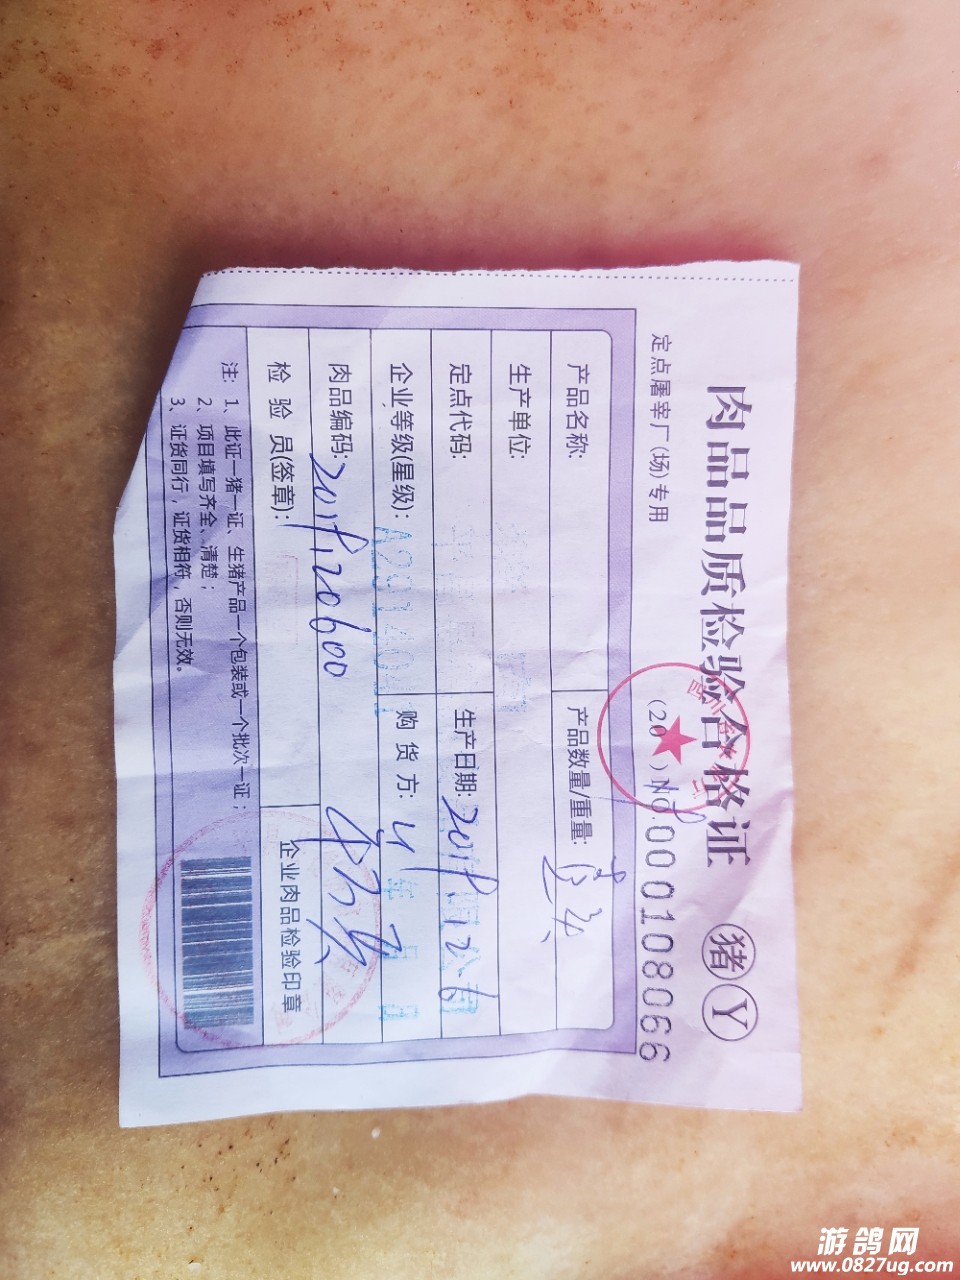 肉品品质检验合格证 猪 Y
定点屠宰厂(场)专用 (20 )NO.000108066
产品名称: 产品数量/重量:
生产单位:
定点代码: 生产日期: 2019.12.6
企业等级(星级): 购货方:
肉品编码: 2019120600
检验员(签章): 企业肉品检验印章
注: 1、此证一猪一证、生猪产品一个包装或一个批次一证;
2、项目填写齐全、清楚;
3、证货同行，证货相符，否则无效。
游鸽网
www.0827ug.com